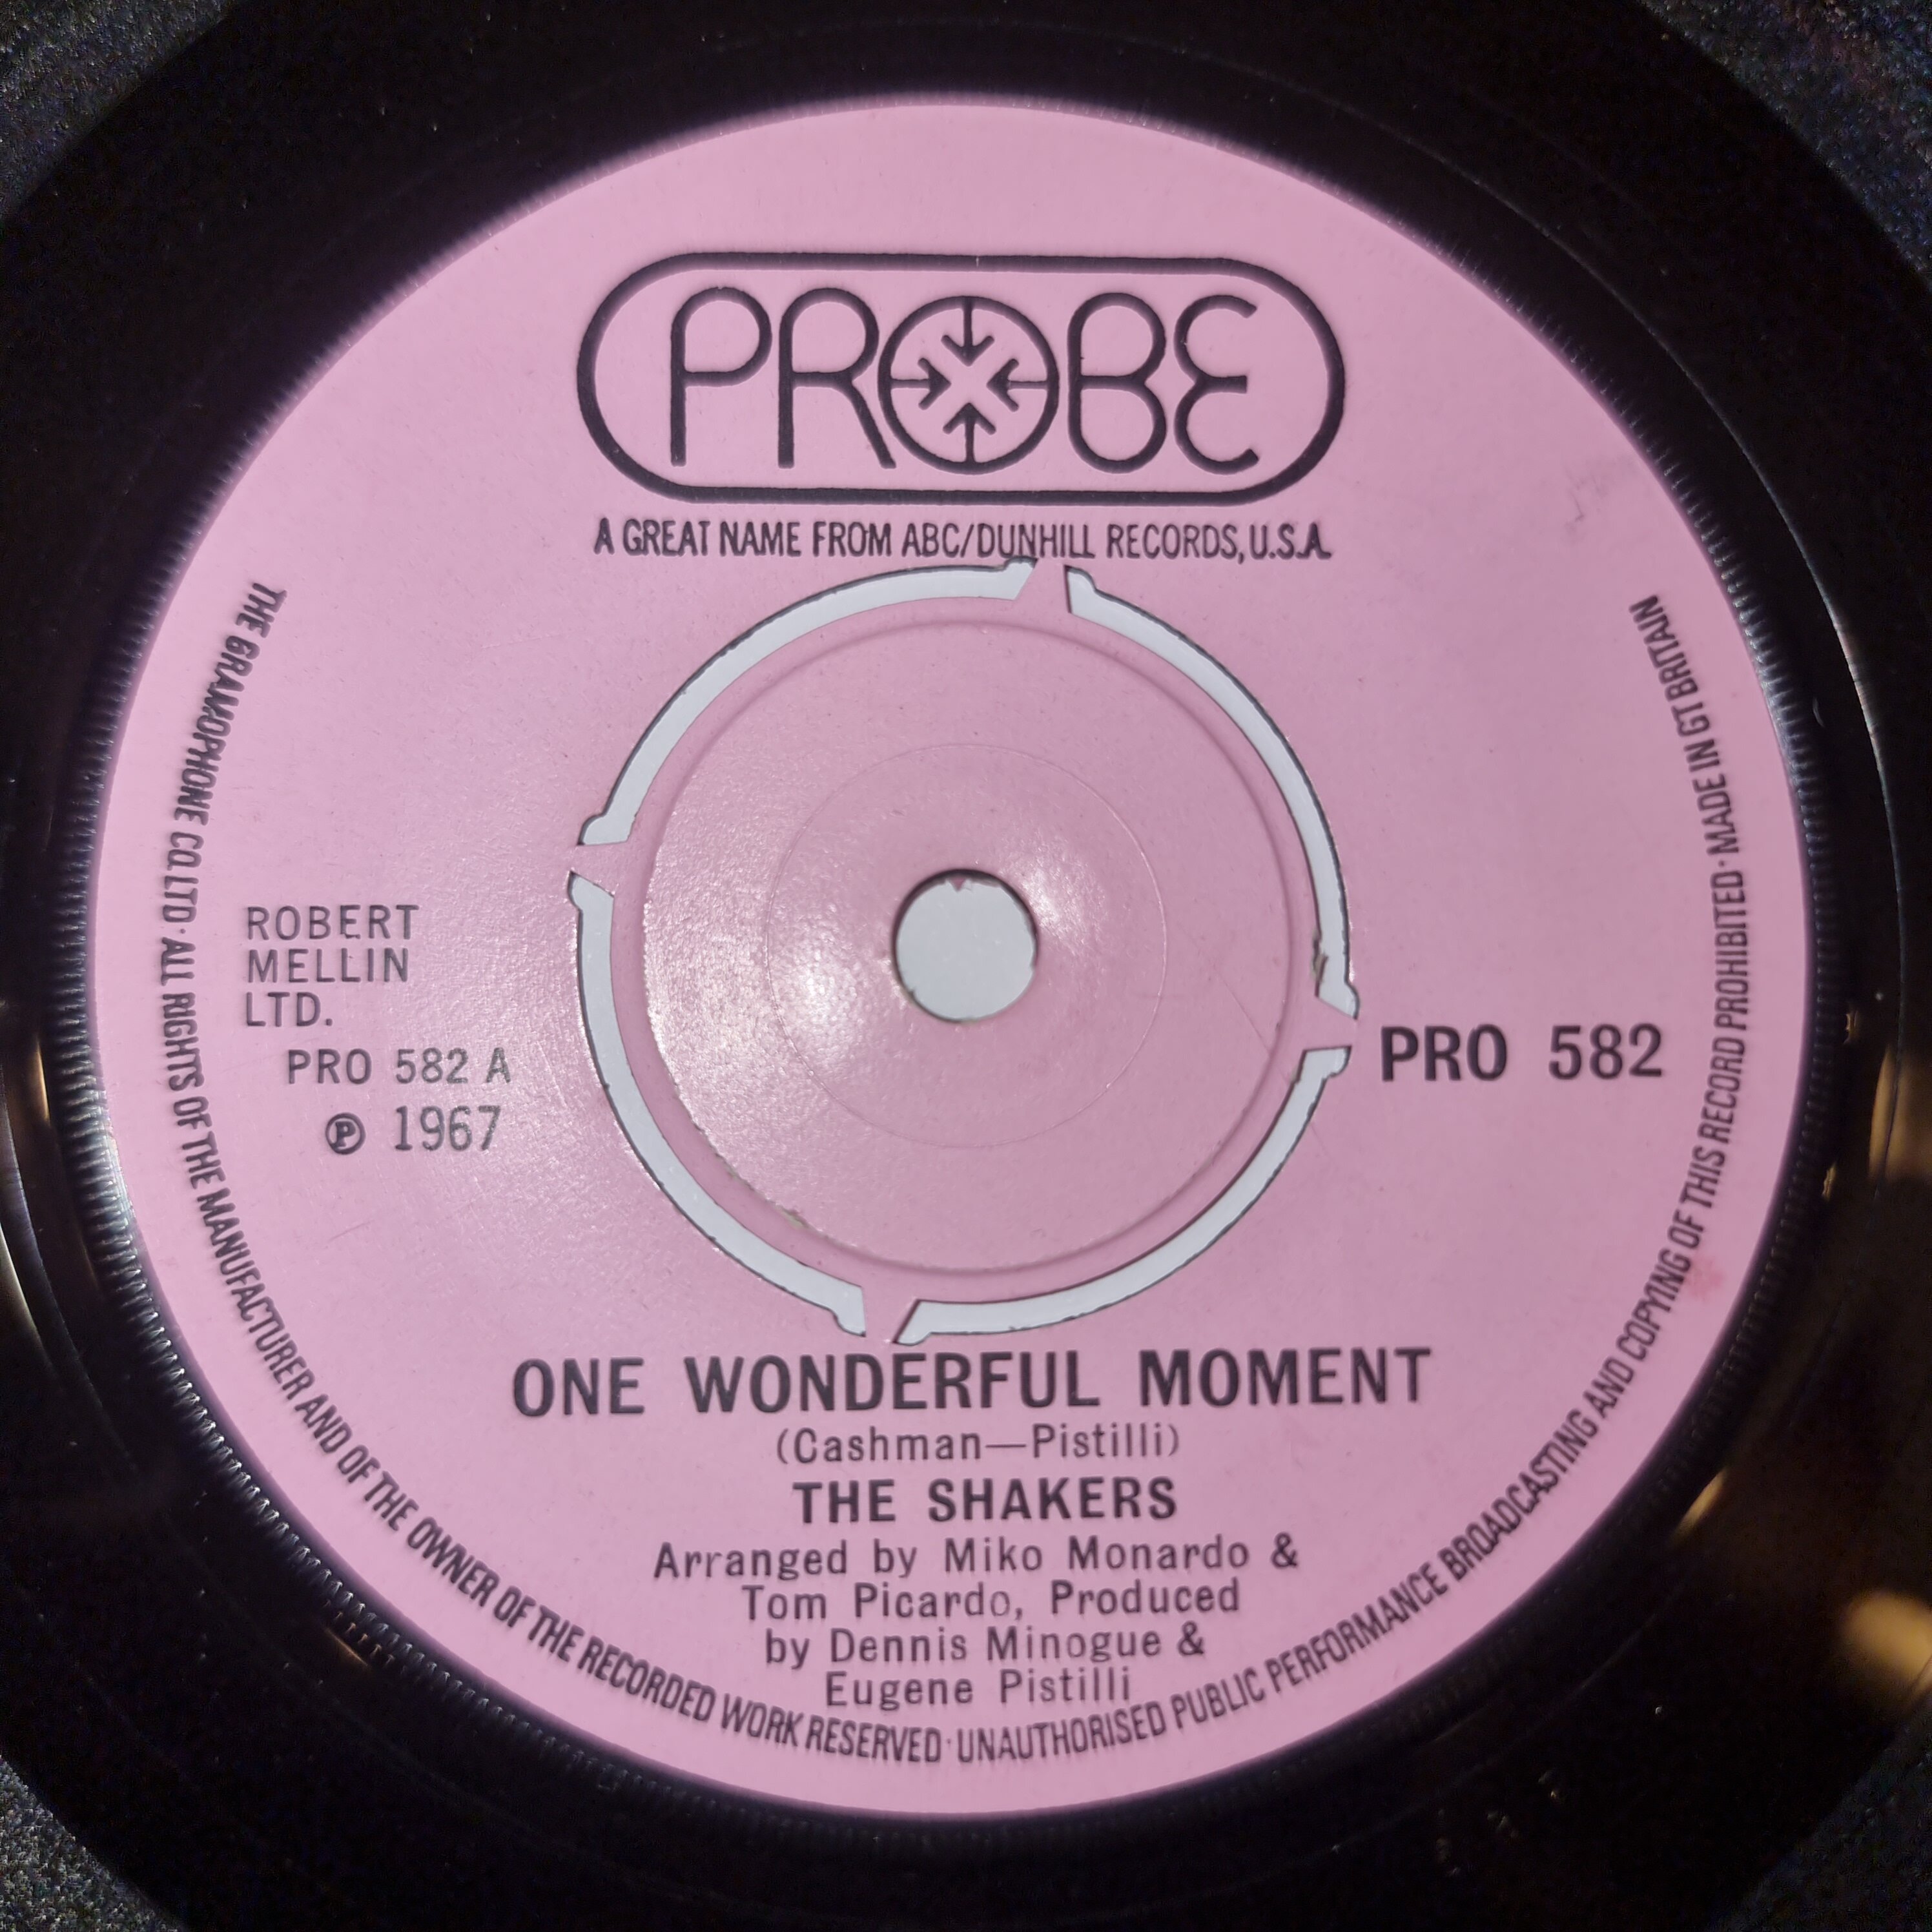 PROBE
A GREAT NAME FROM ABC/DUNHILL RECORDS, U.S.A.
THE GRAMOPHONE CO. LTD · ALL RIGHTS OF THE MANUFACTURER AND OF THE OWNER OF THE RECORDED WORK RESERVED · UNAUTHORISED PUBLIC PERFORMANCE BROADCASTING AND COPYING OF THIS RECORD PROHIBITED · MADE IN GT BRITAIN
ROBERT
MELLIN
LTD.
PRO 582 A
Ⓟ 1967
PRO 582
ONE WONDERFUL MOMENT
(Cashman—Pistilli)
THE SHAKERS
Arranged by Miko Monardo &
Tom Picardo, Produced
by Dennis Minogue &
Eugene Pistilli